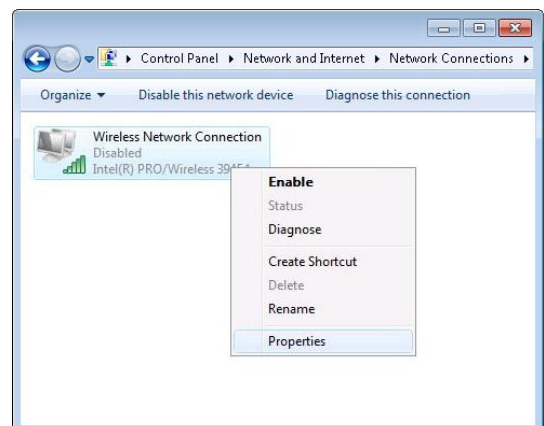 Control Panel ▸ Network and Internet ▸ Network Connections ▸
Organize ▾ Disable this network device Diagnose this connection
Wireless Network Connection
Disabled
Intel(R) PRO/Wireless
Enable
Status
Diagnose
Create Shortcut
Delete
Rename
Properties